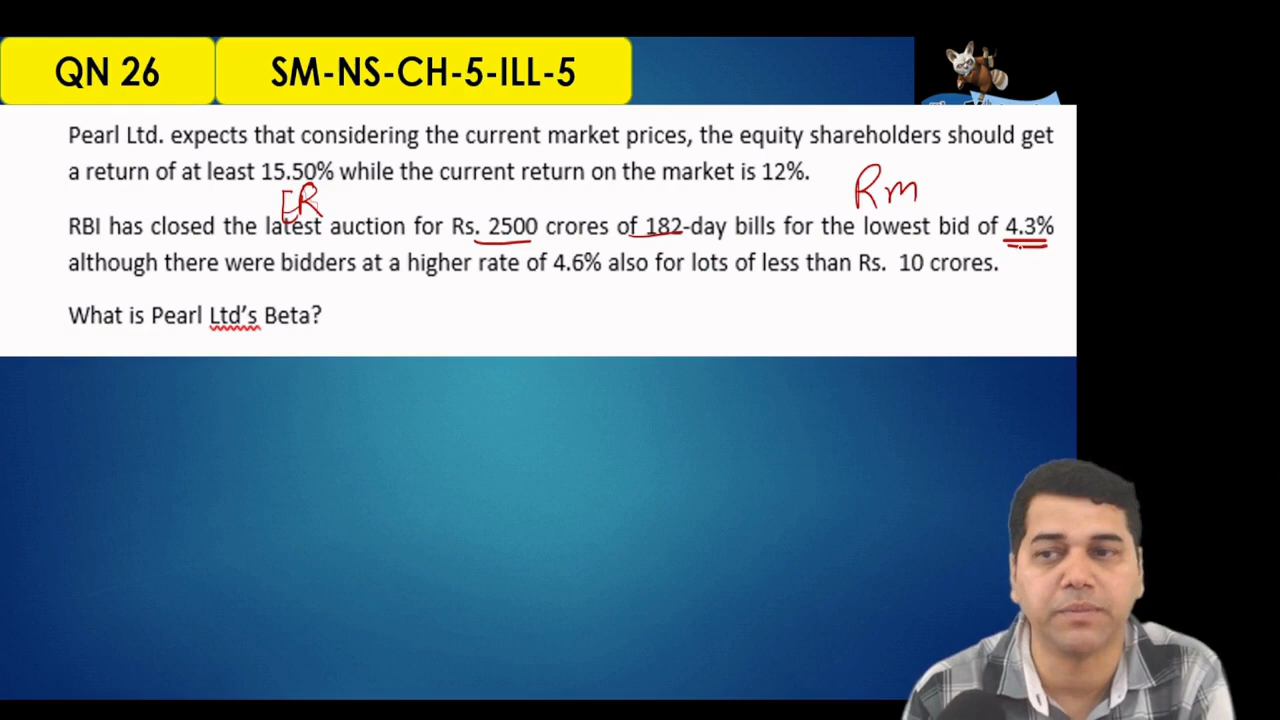 QN 26
SM-NS-CH-5-ILL-5
Pearl Ltd. expects that considering the current market prices, the equity shareholders should get
a return of at least 15.50% while the current return on the market is 12%.
ER
Rm
RBI has closed the latest auction for Rs. 2500 crores of 182-day bills for the lowest bid of 4.3%
although there were bidders at a higher rate of 4.6% also for lots of less than Rs. 10 crores.
What is Pearl Ltd's Beta?